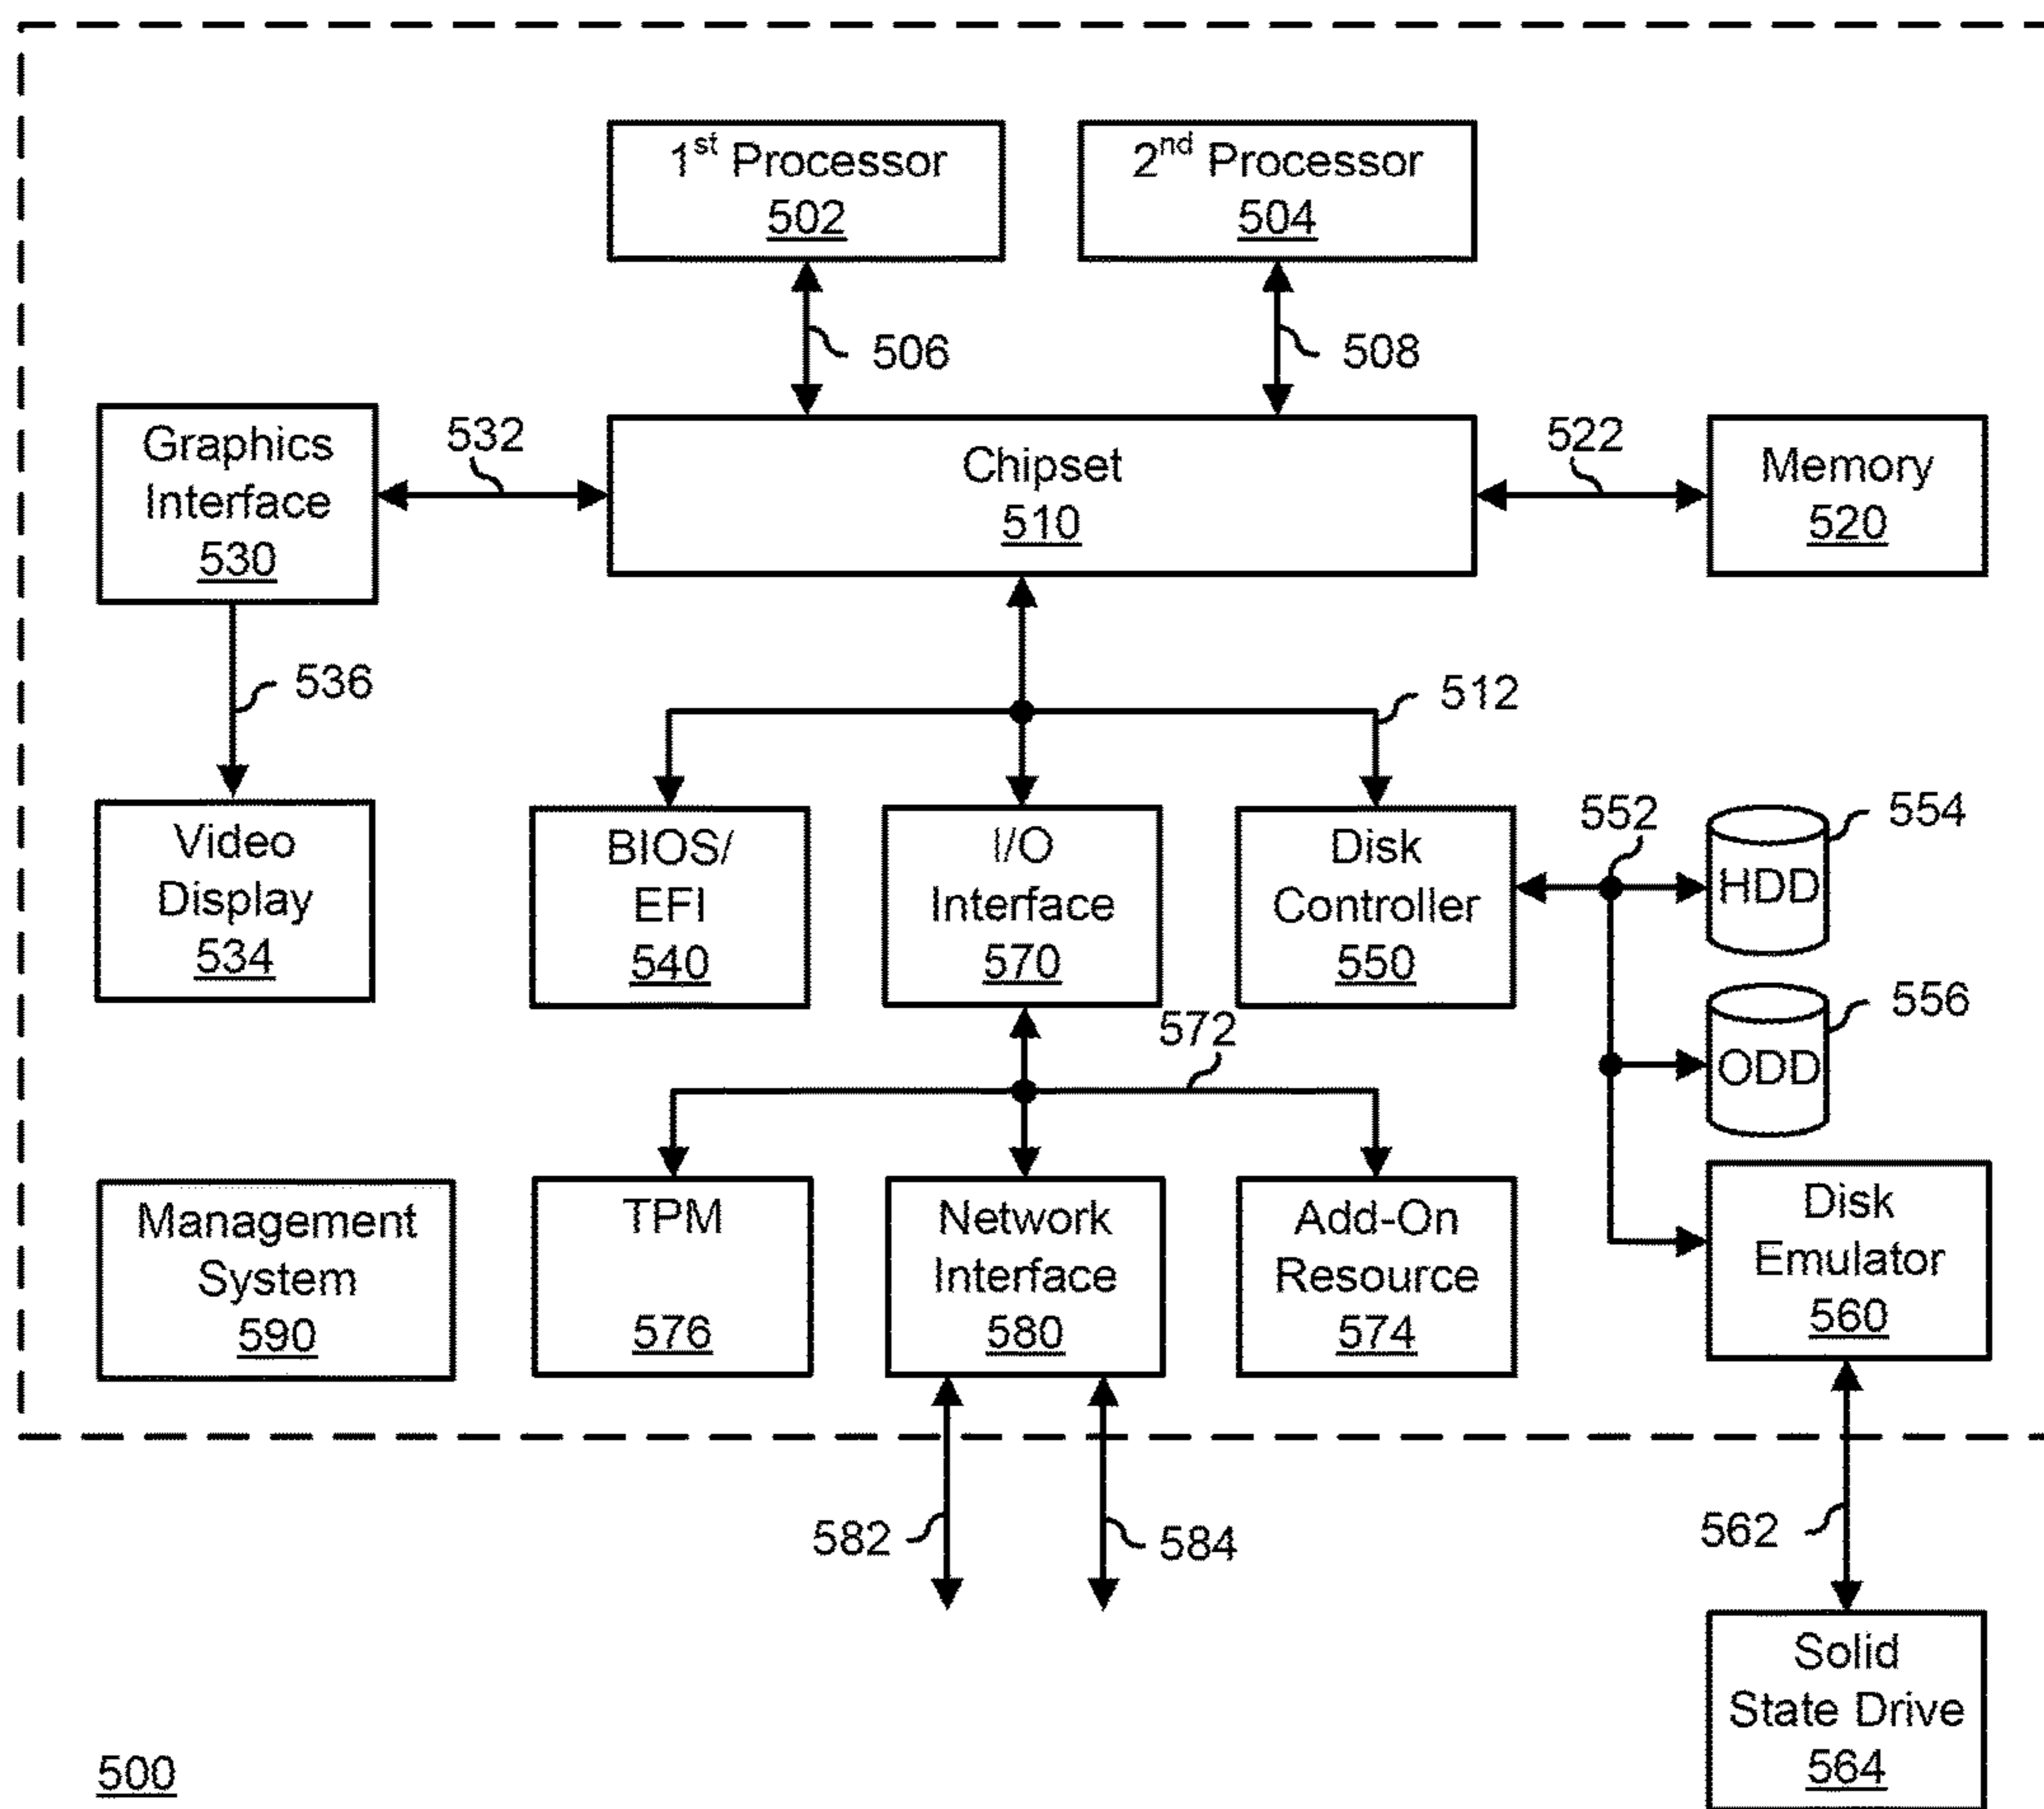 1st Processor
502
2nd Processor
504
506
508
Graphics
Interface
530
532
Chipset
510
522
Memory
520
536
512
Video
Display
534
BIOS/
EFI
540
I/O
Interface
570
Disk
Controller
550
552
554
HDD
556
ODD
572
Management
System
590
TPM
576
Network
Interface
580
Add-On
Resource
574
Disk
Emulator
560
582
584
562
Solid
State Drive
564
500